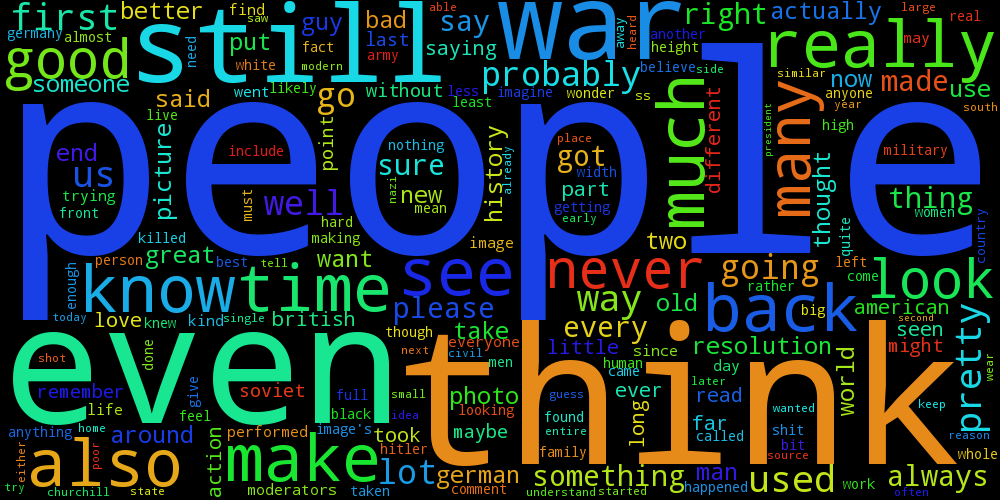 first better find saw guy bad able say right actually large real
germany almost still war away heard another may
good need put fact last army saying height really
someone white modern probably believe side similar now made use
went likely go without less imagine wonder ss much anyone south
said least different many year
live people high president
picture point nothing place military
end include sure history already got width thought thing
us must nazi new part women
trying well mean getting quite
front hard early country
killed making image two
person great best tell want see never going left look
enough know time way rather come
today please old back big american
love knew kind single british though take every second seen
even done next everyone little since resolution might pretty wear
shot civil men human day world
remember soviet full small photo came later
life give idea looking ever read keep
feel black guess long wanted
anything home around performed image's took maybe found far shit reason
either also poor action hitler think entire called bit whole
make lot german family source
try churchill state moderators taken comment something man used always
understand started happened work often